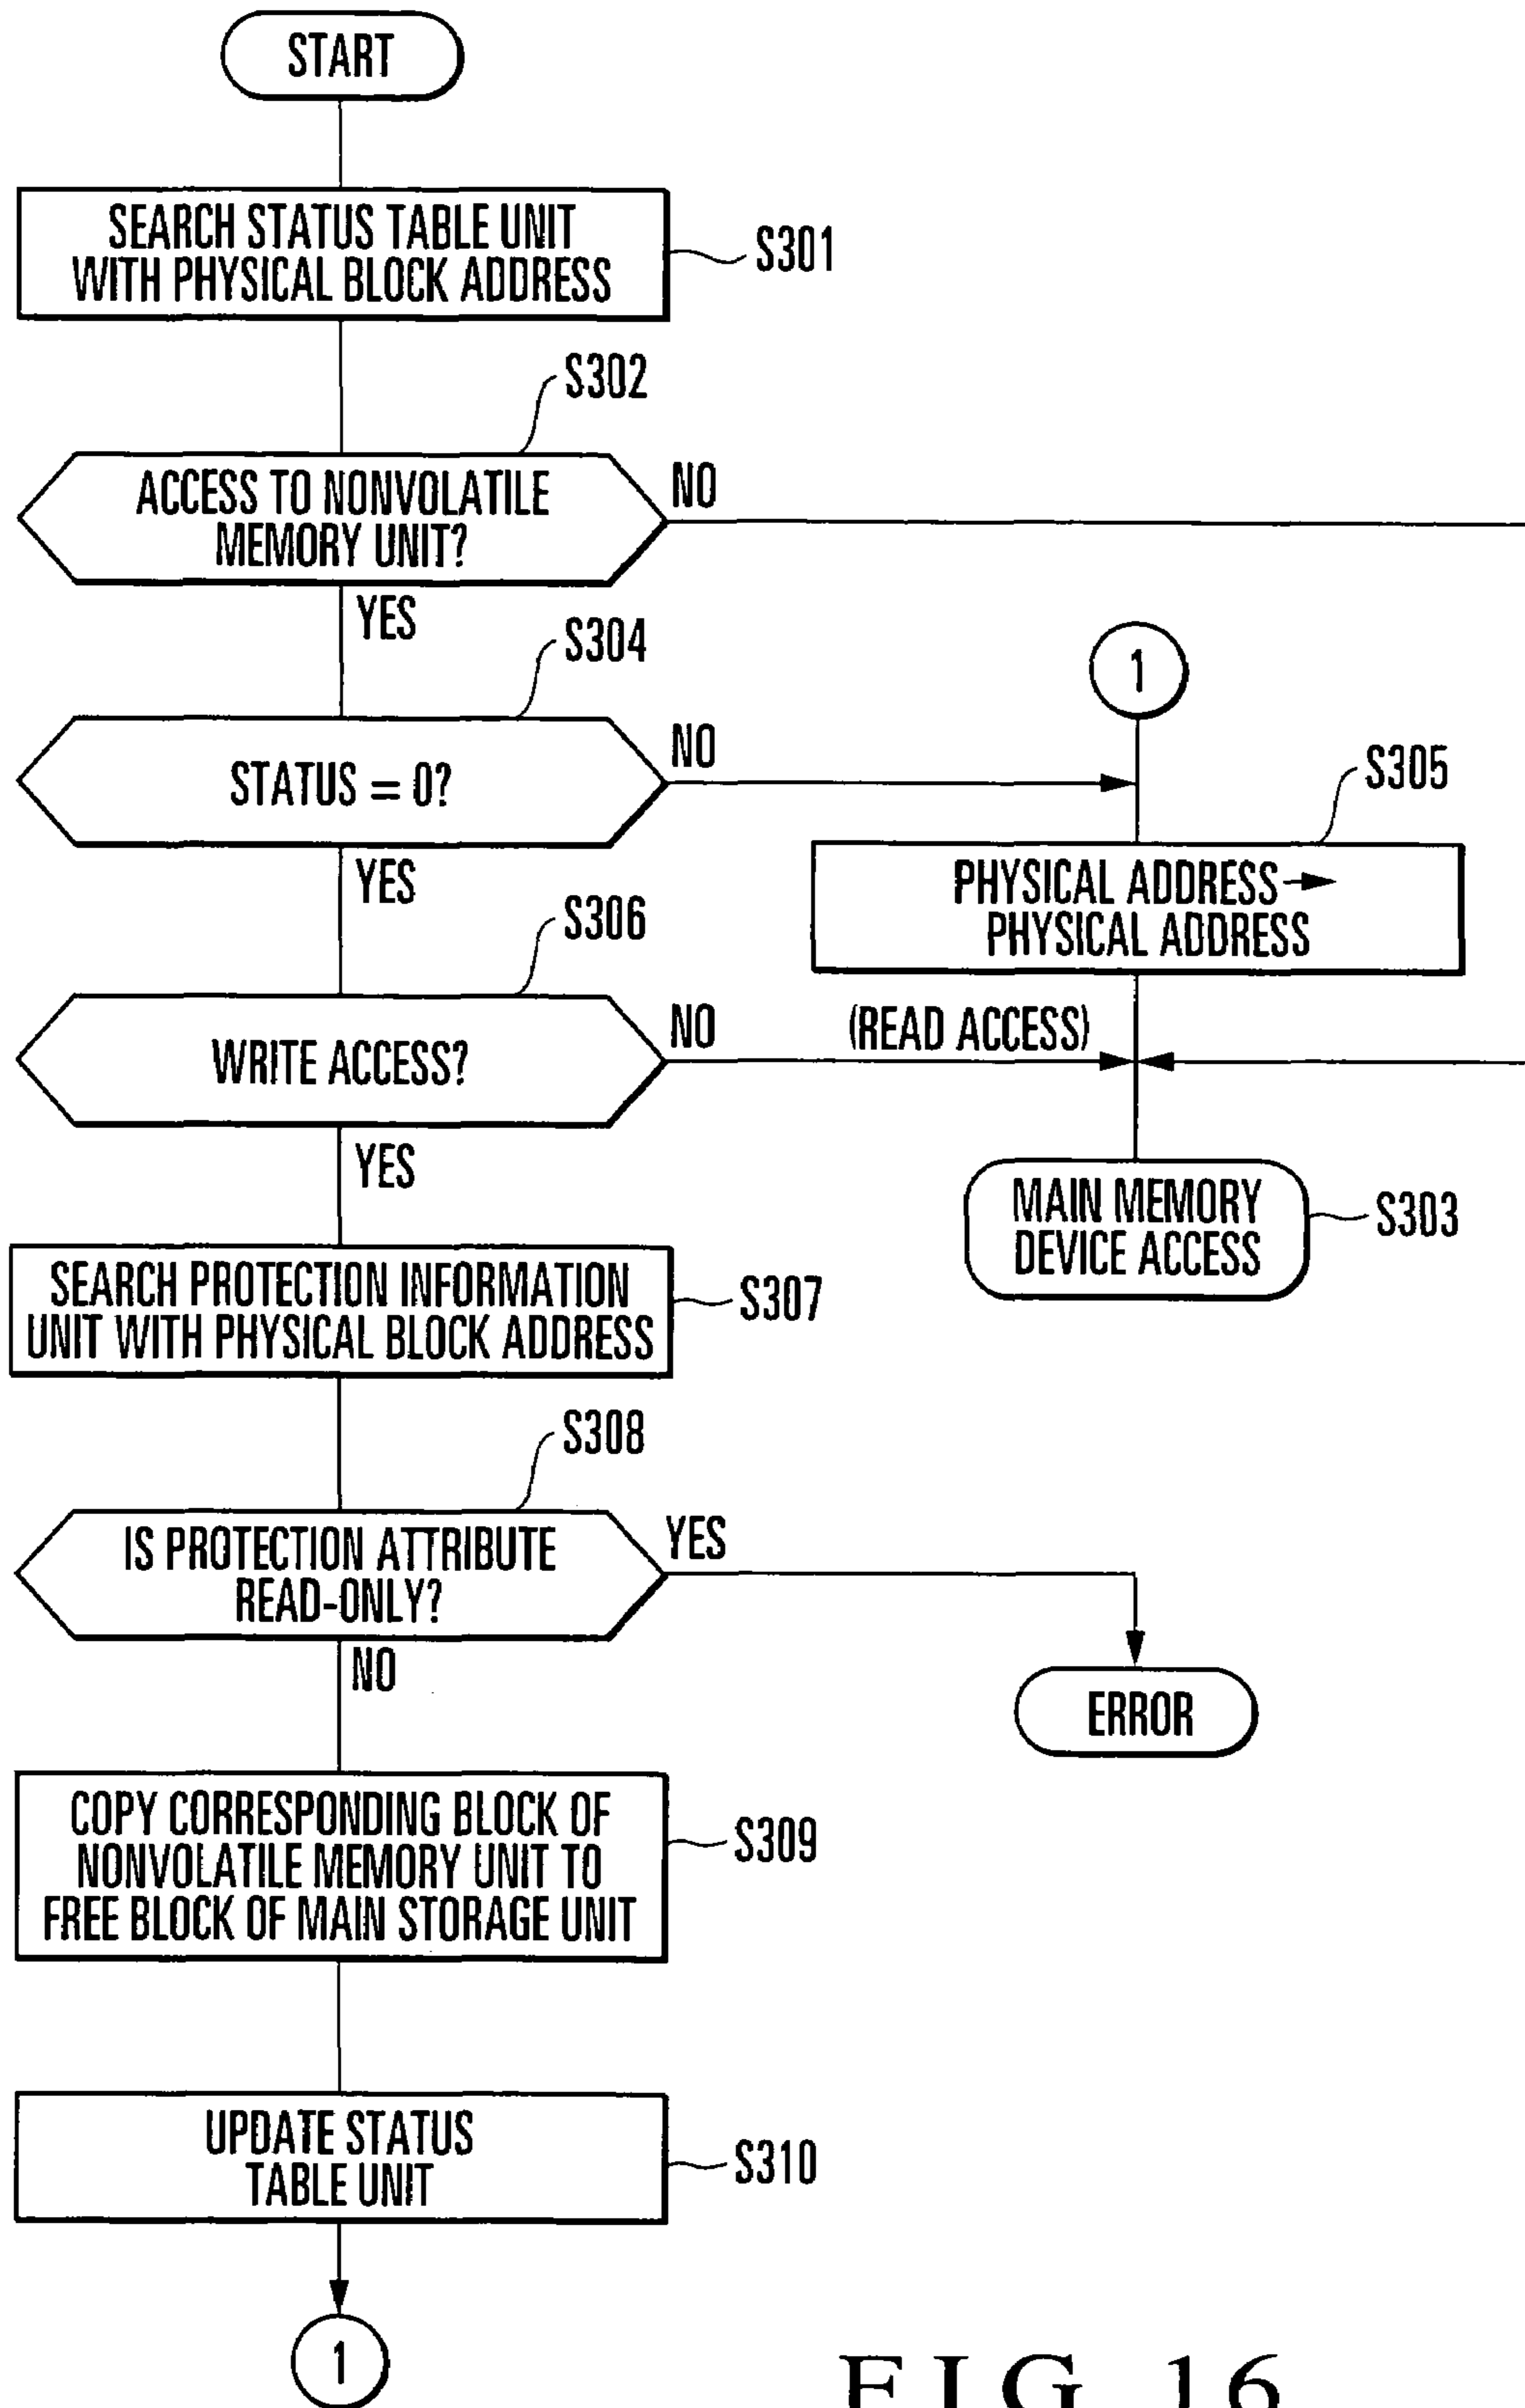 START
SEARCH STATUS TABLE UNIT
WITH PHYSICAL BLOCK ADDRESS
S301
S302
ACCESS TO NONVOLATILE
MEMORY UNIT?
NO
YES
S304
1
STATUS = 0?
NO
S305
YES
PHYSICAL ADDRESS →
PHYSICAL ADDRESS
S306
WRITE ACCESS?
NO
(READ ACCESS)
YES
MAIN MEMORY
DEVICE ACCESS
S303
SEARCH PROTECTION INFORMATION
UNIT WITH PHYSICAL BLOCK ADDRESS
S307
S308
IS PROTECTION ATTRIBUTE
READ-ONLY?
YES
NO
ERROR
COPY CORRESPONDING BLOCK OF
NONVOLATILE MEMORY UNIT TO
FREE BLOCK OF MAIN STORAGE UNIT
S309
UPDATE STATUS
TABLE UNIT
S310
1
FIG. 16